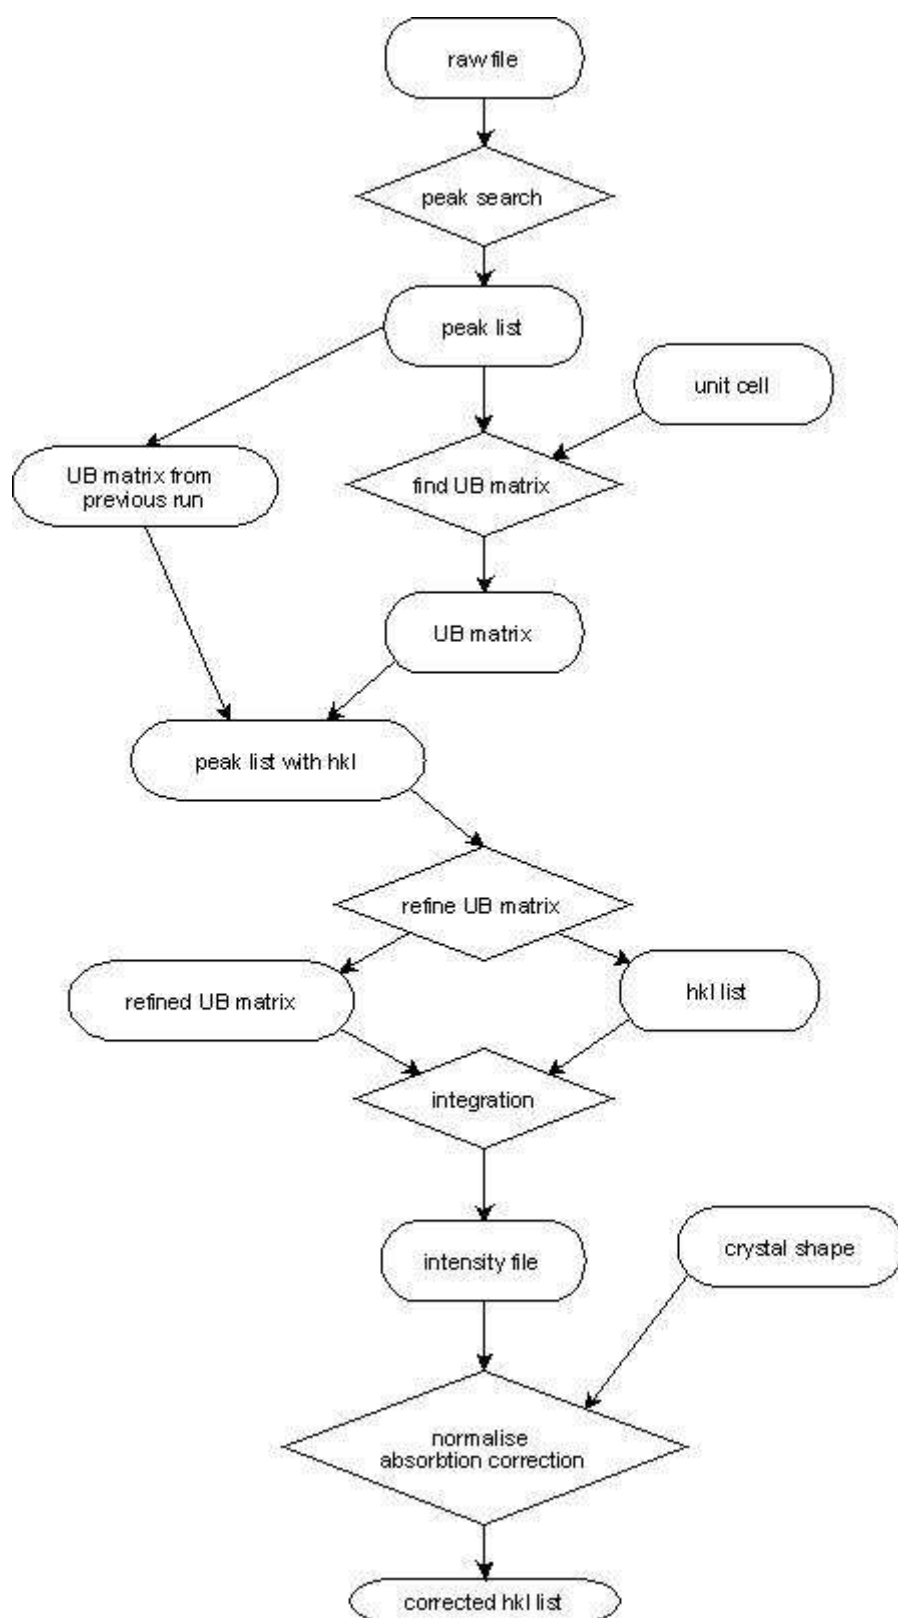 raw file
peak search
peak list
unit cell
UB matrix from
previous run
find UB matrix
UB matrix
peak list with hkl
refine UB matrix
refined UB matrix
hkl list
integration
intensity file
crystal shape
normalise
absorbtion correction
corrected hkl list